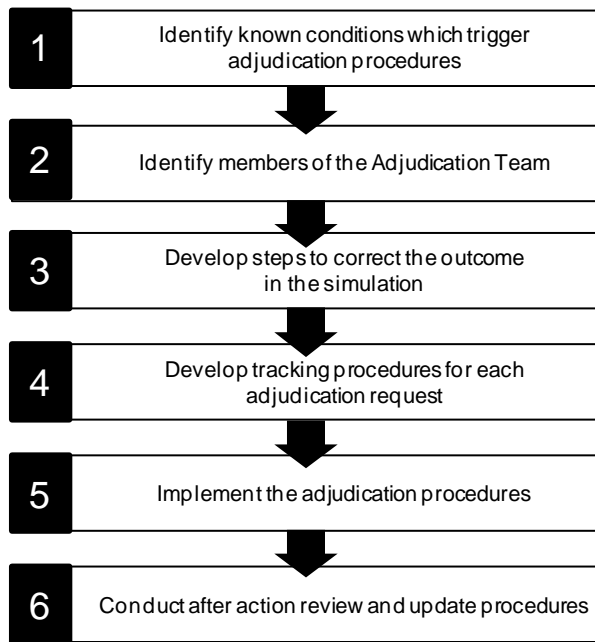 1
Identify known conditions which trigger
adjudication procedures
2
Identify members of the Adjudication Team
3
Develop steps to correct the outcome
in the simulation
4
Develop tracking procedures for each
adjudication request
5
Implement the adjudication procedures
6
Conduct after action review and update procedures